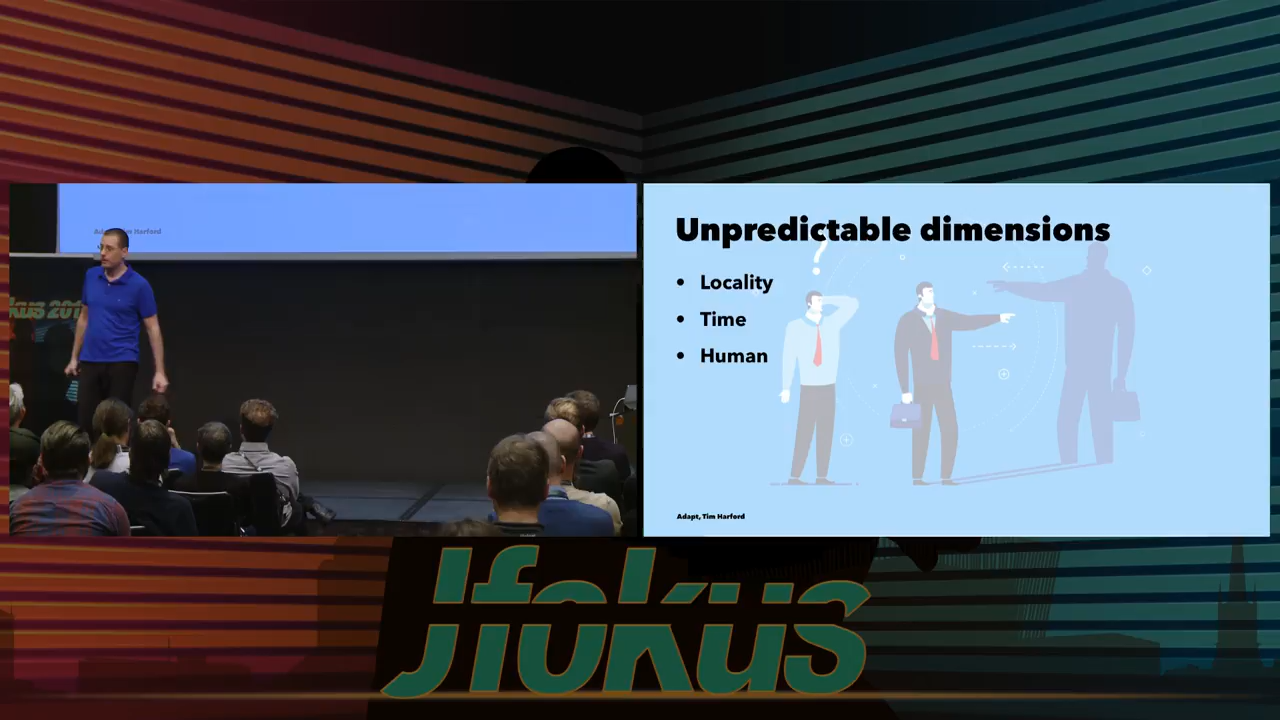 Unpredictable dimensions
• Locality
• Time
• Human
Adapt, Tim Harford
Jfokus